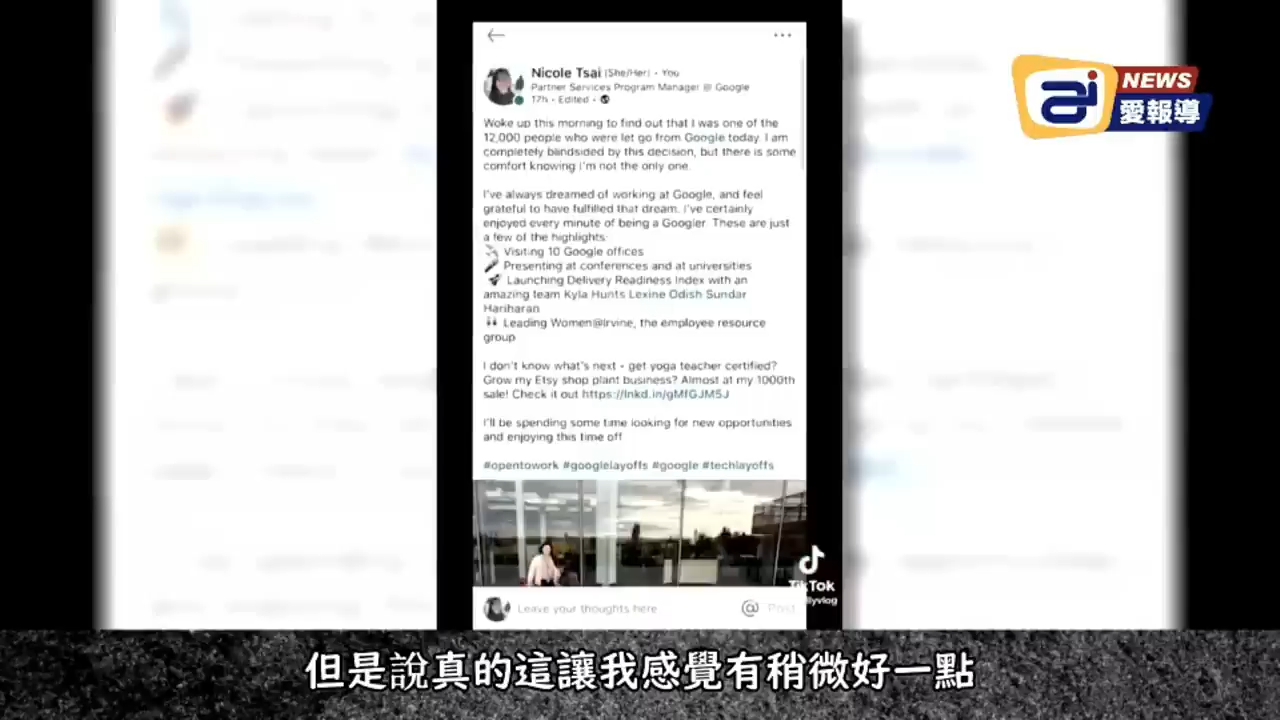 Nicole Tsai (She/Her) • You
Partner Services Program Manager @ Google
17h • Edited •
Woke up this morning to find out that I was one of the
12,000 people who were let go from Google today. I am
completely blindsided by this decision, but there is some
comfort knowing I'm not the only one.
I've always dreamed of working at Google, and feel
grateful to have fulfilled that dream. I've certainly
enjoyed every minute of being a Googler. These are just
a few of the highlights:
Visiting 10 Google offices
Presenting at conferences and at universities
Launching Delivery Readiness Index with an
amazing team Kyla Hunts Lexine Odish Sundar
Hariharan
Leading Women@Irvine, the employee resource
group
I don't know what's next - get yoga teacher certified?
Grow my Etsy shop plant business? Almost at my 1000th
sale! Check it out https://lnkd.in/gMfGJM5J
I'll be spending some time looking for new opportunities
and enjoying this time off
#opentowork #googlelayoffs #google #techlayoffs
Leave your thoughts here
@ Post
TikTok
llyvlog
ai NEWS
愛報導
但是說真的這讓我感覺有稍微好一點